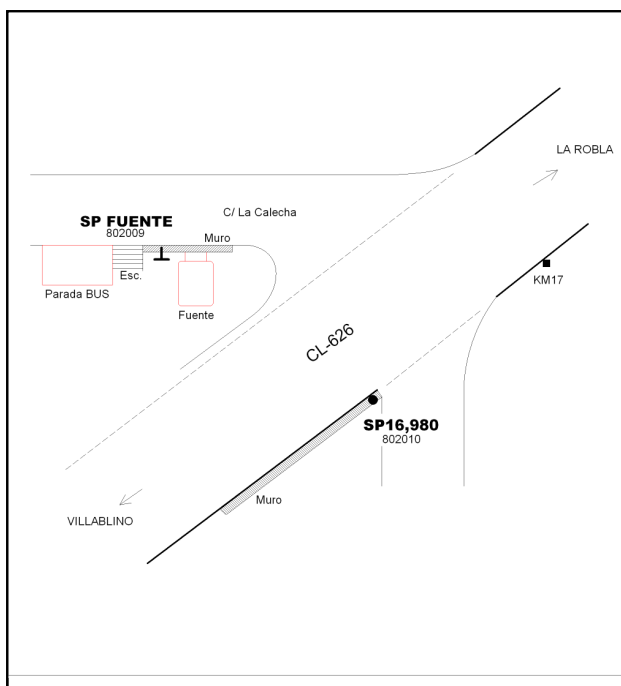 LA ROBLA
C/ La Calecha
SP FUENTE
802009
Muro
Esc.
Parada BUS
Fuente
KM17
CL-626
SP16,980
802010
Muro
VILLABLINO